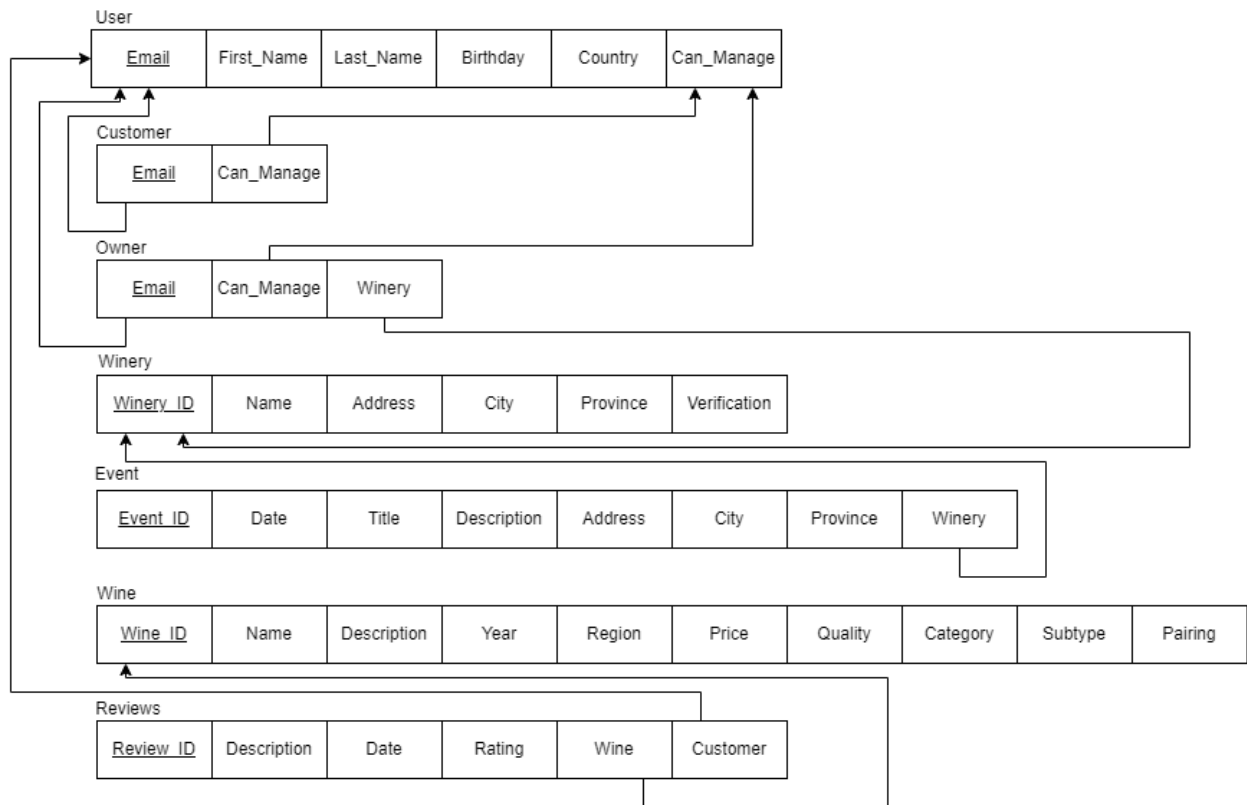 User
Email First_Name Last_Name Birthday Country Can_Manage
Customer
Email Can_Manage
Owner
Email Can_Manage Winery
Winery
Winery_ID Name Address City Province Verification
Event
Event_ID Date Title Description Address City Province Winery
Wine
Wine_ID Name Description Year Region Price Quality Category Subtype Pairing
Reviews
Review_ID Description Date Rating Wine Customer